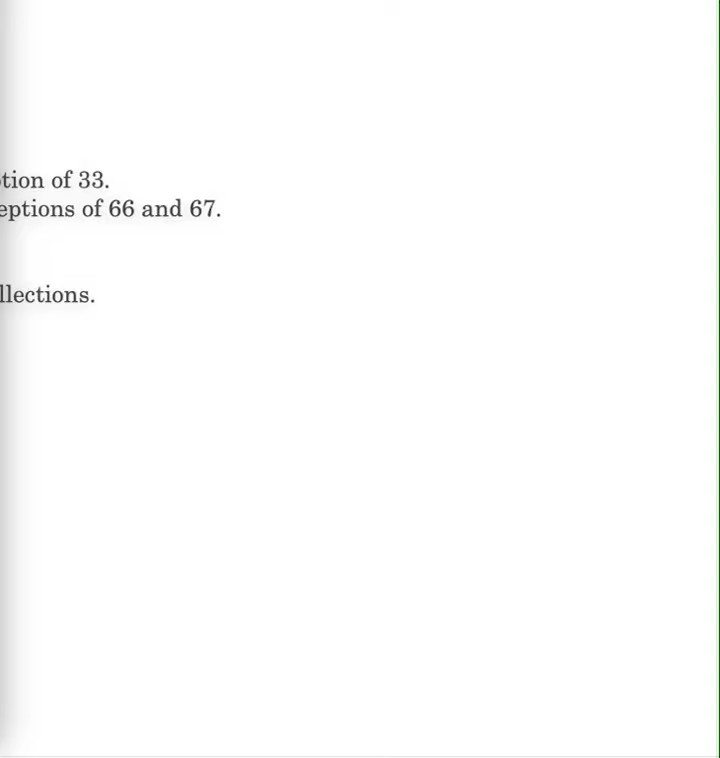 tion of 33.
eptions of 66 and 67.
llections.